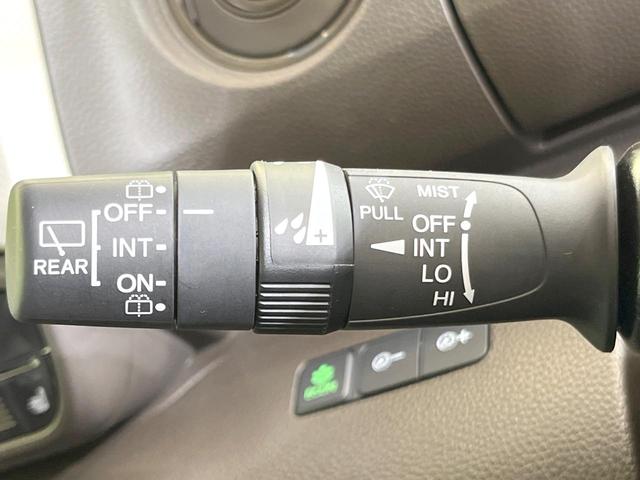 REAR
OFF
INT
ON
+
PULL
MIST
OFF
INT
LO
HI